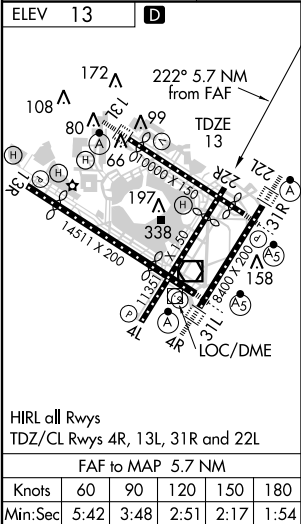 ELEV 13 D
172
222° 5.7 NM
from FAF
108
13L
99
80
TDZE
13
66
H
H
10000 X 150
22R
22L
13R
P
197
H
338
31R
A
14511 X 200
11351 X 150
8400 X 200
158
A5
A5
P
4L
A
4R
31L
LOC/DME
HIRL all Rwys
TDZ/CL Rwys 4R, 13L, 31R and 22L
FAF to MAP 5.7 NM
Knots 60 90 120 150 180
Min:Sec 5:42 3:48 2:51 2:17 1:54